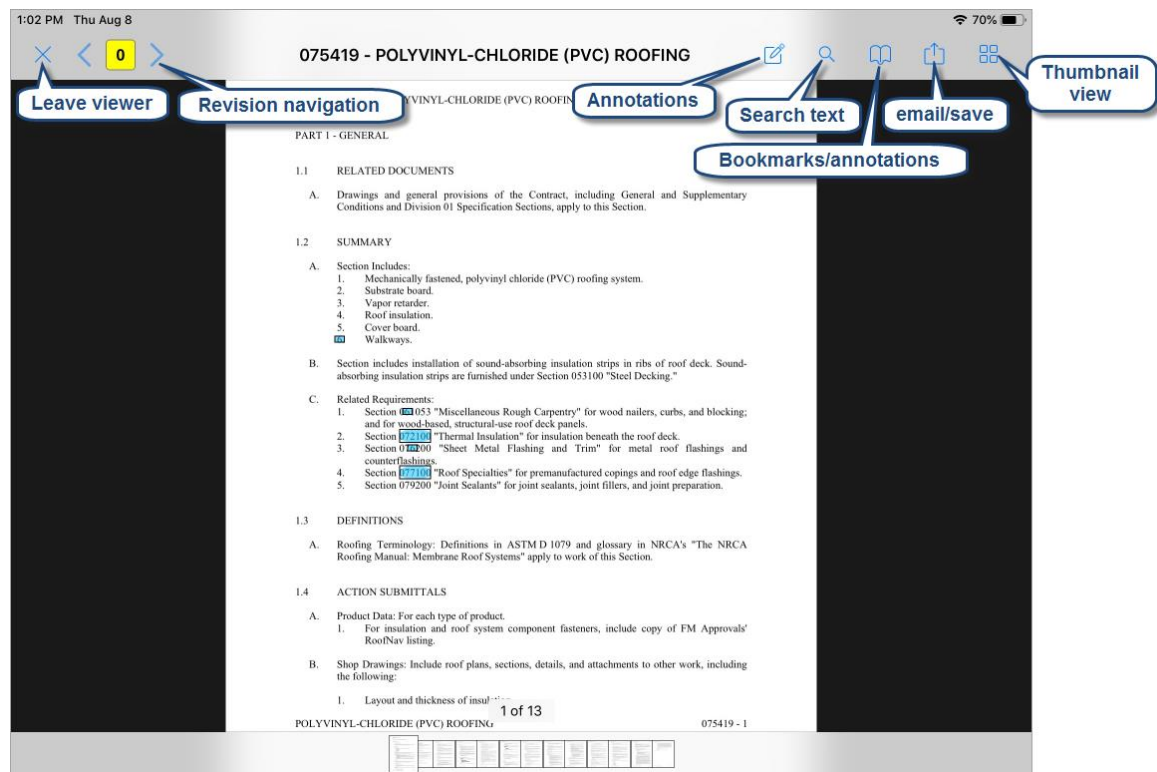 1:02 PM Thu Aug 8
70%
0
075419 - POLYVINYL-CHLORIDE (PVC) ROOFING
Thumbnail
view
Leave viewer
Revision navigation
Annotations
Search text
email/save
Bookmarks/annotations
YVINYL-CHLORIDE (PVC) ROOFIN
PART 1 - GENERAL
1.1 RELATED DOCUMENTS
A. Drawings and general provisions of the Contract, including General and Supplementary
Conditions and Division 01 Specification Sections, apply to this Section.
1.2 SUMMARY
A. Section Includes:
1. Mechanically fastened, polyvinyl chloride (PVC) roofing system.
2. Substrate board.
3. Vapor retarder.
4. Roof insulation.
5. Cover board.
Walkways.
B. Section includes installation of sound-absorbing insulation strips in ribs of roof deck. Sound-
absorbing insulation strips are furnished under Section 053100 "Steel Decking."
C. Related Requirements:
1. Section 061053 "Miscellaneous Rough Carpentry" for wood nailers, curbs, and blocking;
and for wood-based, structural-use roof deck panels.
2. Section 072100 "Thermal Insulation" for insulation beneath the roof deck.
3. Section 076200 "Sheet Metal Flashing and Trim" for metal roof flashings and
counterflashings.
4. Section 077100 "Roof Specialties" for premanufactured copings and roof edge flashings.
5. Section 079200 "Joint Sealants" for joint sealants, joint fillers, and joint preparation.
1.3 DEFINITIONS
A. Roofing Terminology: Definitions in ASTM D 1079 and glossary in NRCA's "The NRCA
Roofing Manual: Membrane Roof Systems" apply to work of this Section.
1.4 ACTION SUBMITTALS
A. Product Data: For each type of product.
1. For insulation and roof system component fasteners, include copy of FM Approvals'
RoofNav listing.
B. Shop Drawings: Include roof plans, sections, details, and attachments to other work, including
the following:
1. Layout and thickness of insulation.
1 of 13
POLYVINYL-CHLORIDE (PVC) ROOFING 075419 - 1